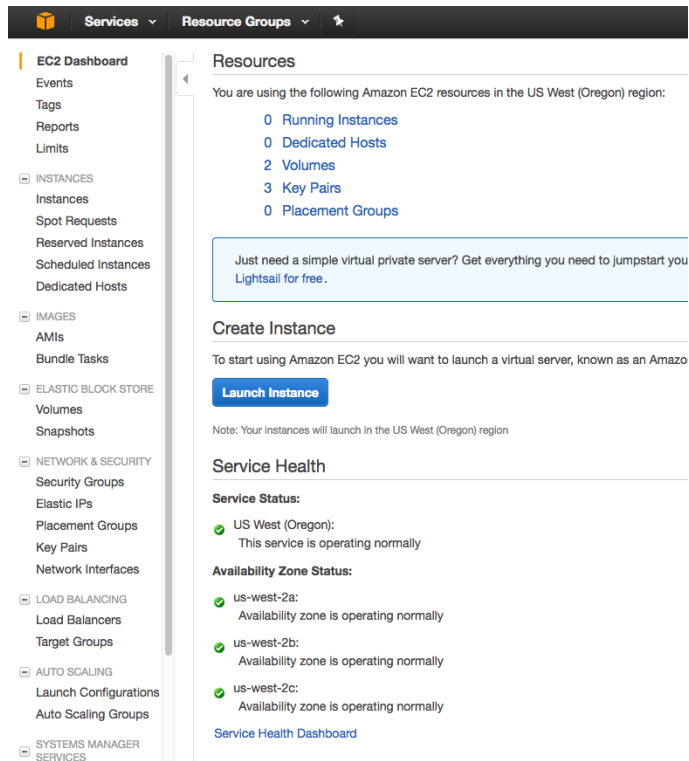 Services
Resource Groups
EC2 Dashboard
Events
Tags
Reports
Limits
INSTANCES
Instances
Spot Requests
Reserved Instances
Scheduled Instances
Dedicated Hosts
IMAGES
AMIs
Bundle Tasks
ELASTIC BLOCK STORE
Volumes
Snapshots
NETWORK & SECURITY
Security Groups
Elastic IPs
Placement Groups
Key Pairs
Network Interfaces
LOAD BALANCING
Load Balancers
Target Groups
AUTO SCALING
Launch Configurations
Auto Scaling Groups
SYSTEMS MANAGER
SERVICES
Resources
You are using the following Amazon EC2 resources in the US West (Oregon) region:
0 Running Instances
0 Dedicated Hosts
2 Volumes
3 Key Pairs
0 Placement Groups
Just need a simple virtual private server? Get everything you need to jumpstart you
Lightsail for free.
Create Instance
To start using Amazon EC2 you will want to launch a virtual server, known as an Amazo
Launch Instance
Note: Your instances will launch in the US West (Oregon) region
Service Health
Service Status:
US West (Oregon):
This service is operating normally
Availability Zone Status:
us-west-2a:
Availability zone is operating normally
us-west-2b:
Availability zone is operating normally
us-west-2c:
Availability zone is operating normally
Service Health Dashboard